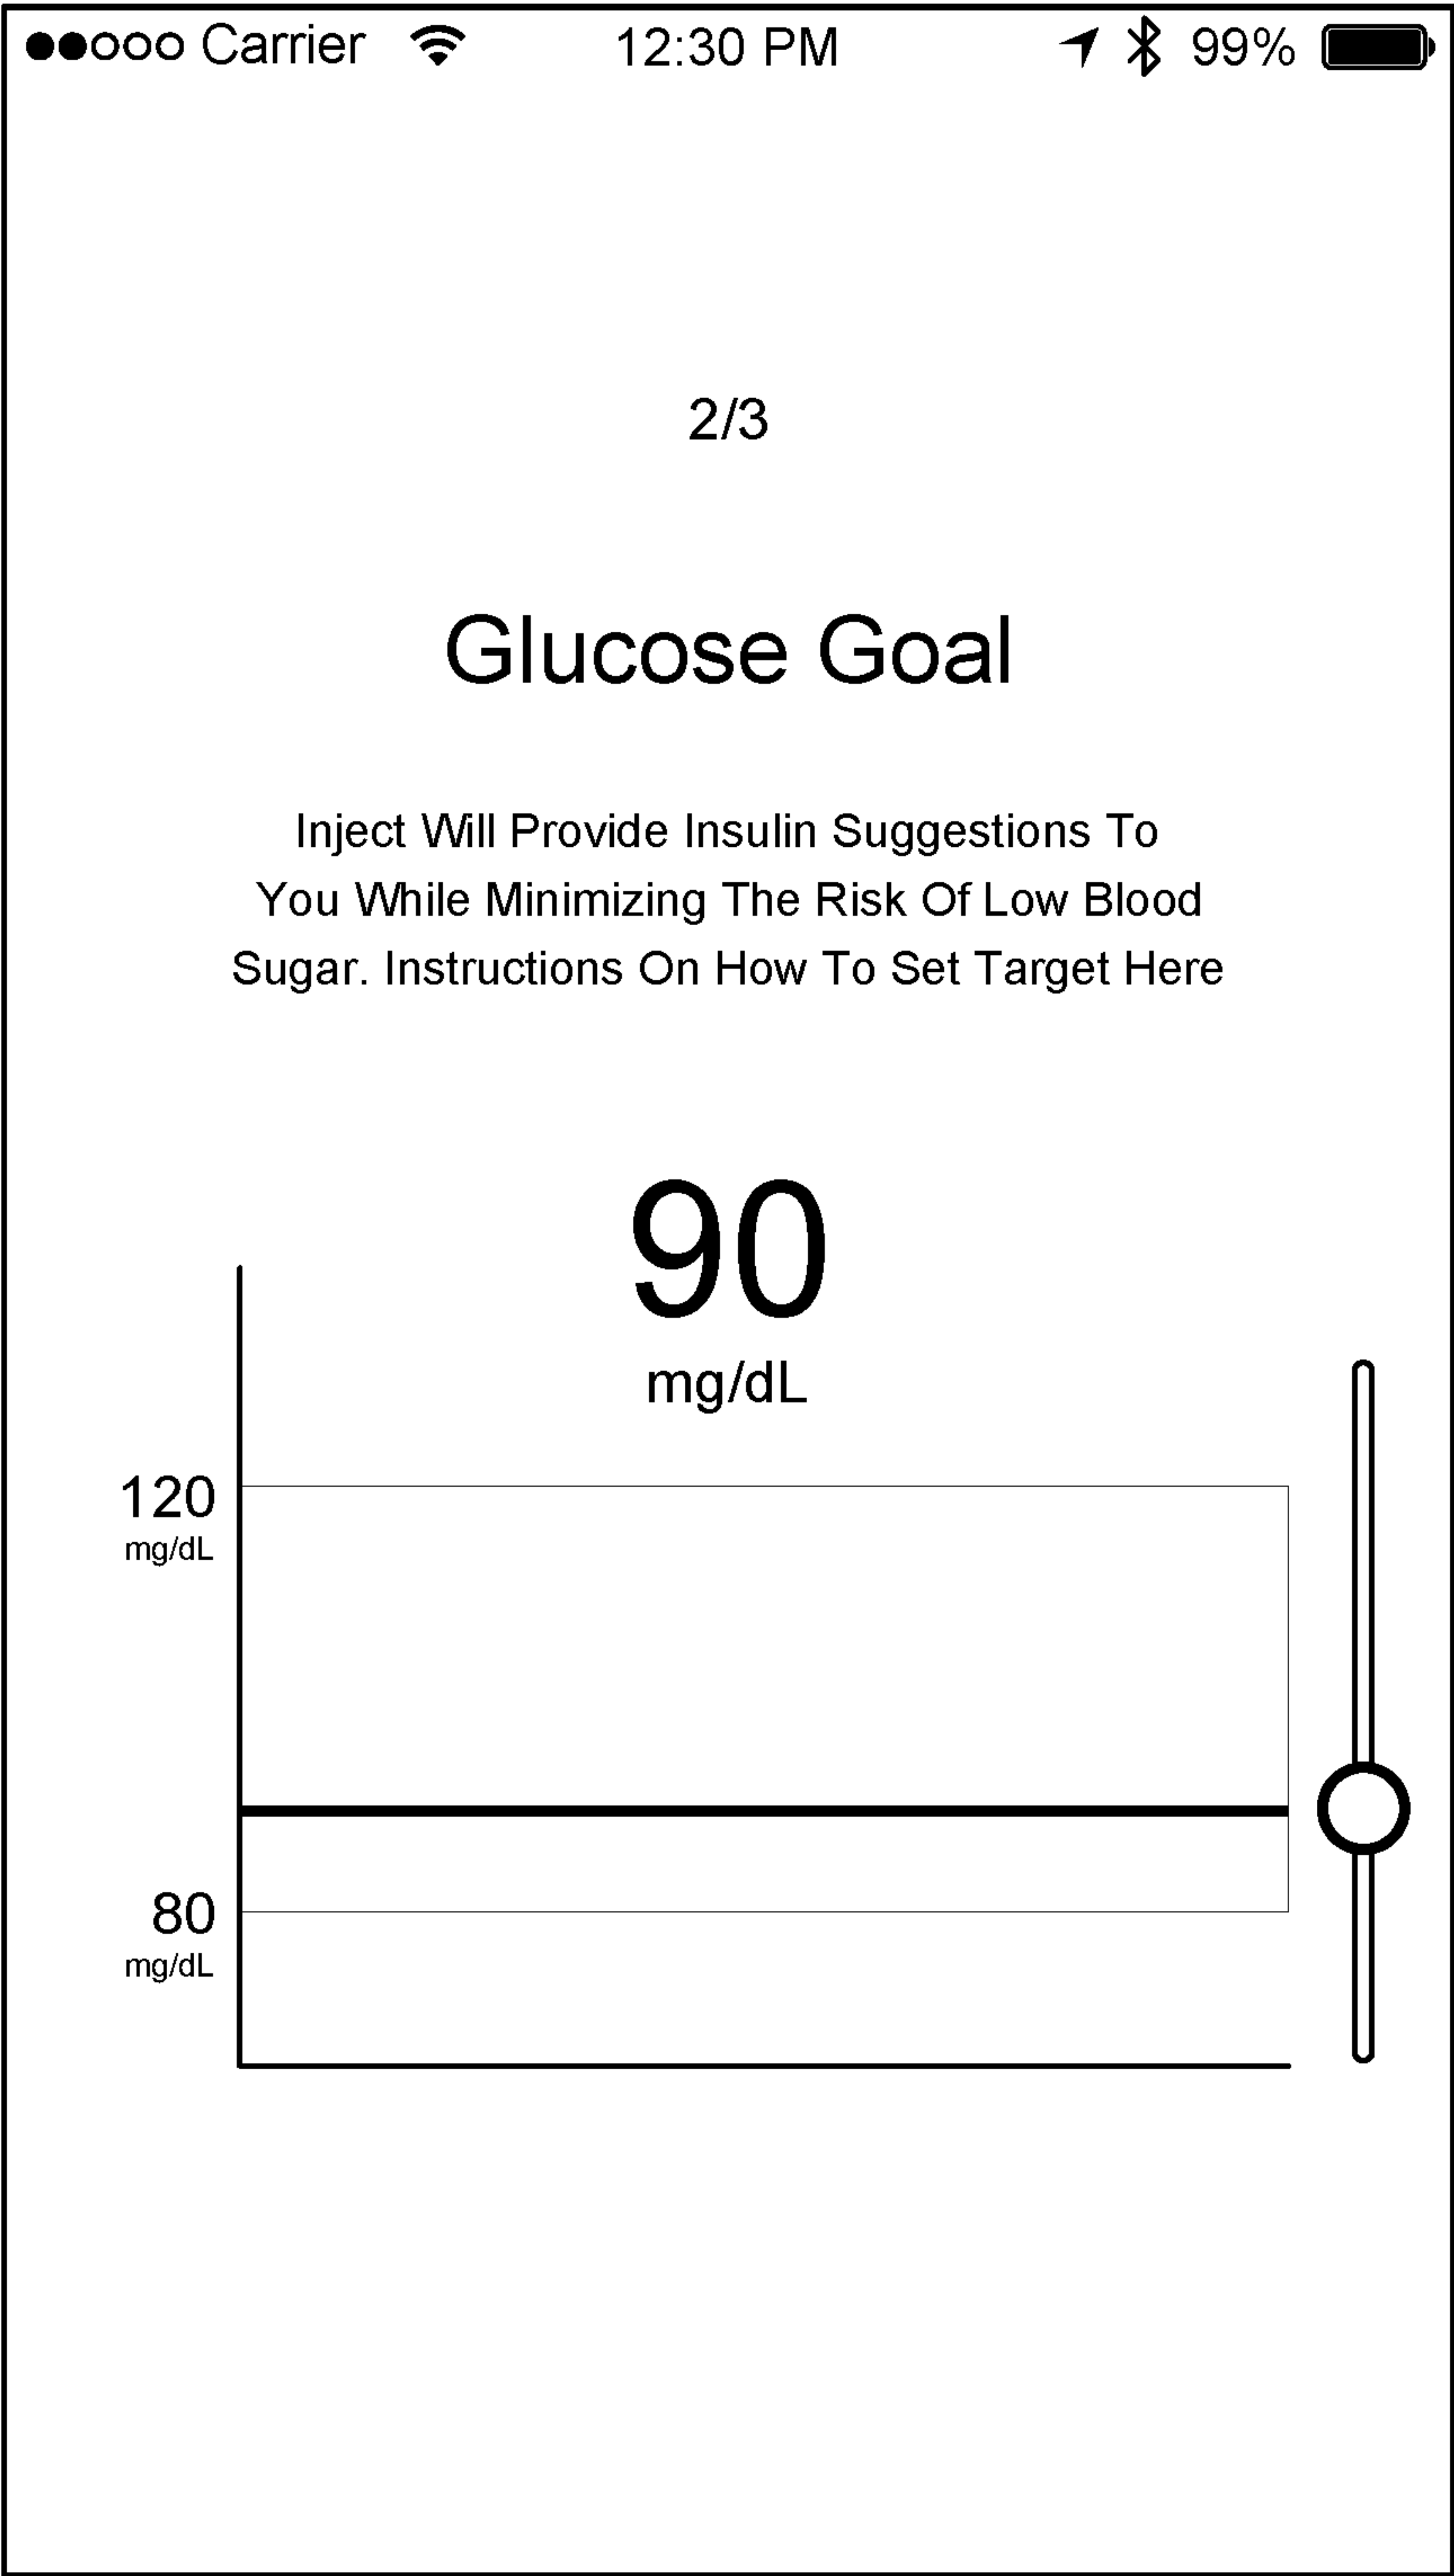 Carrier 12:30 PM 99%
2/3
Glucose Goal
Inject Will Provide Insulin Suggestions To
You While Minimizing The Risk Of Low Blood
Sugar. Instructions On How To Set Target Here
90
mg/dL
120
mg/dL
80
mg/dL